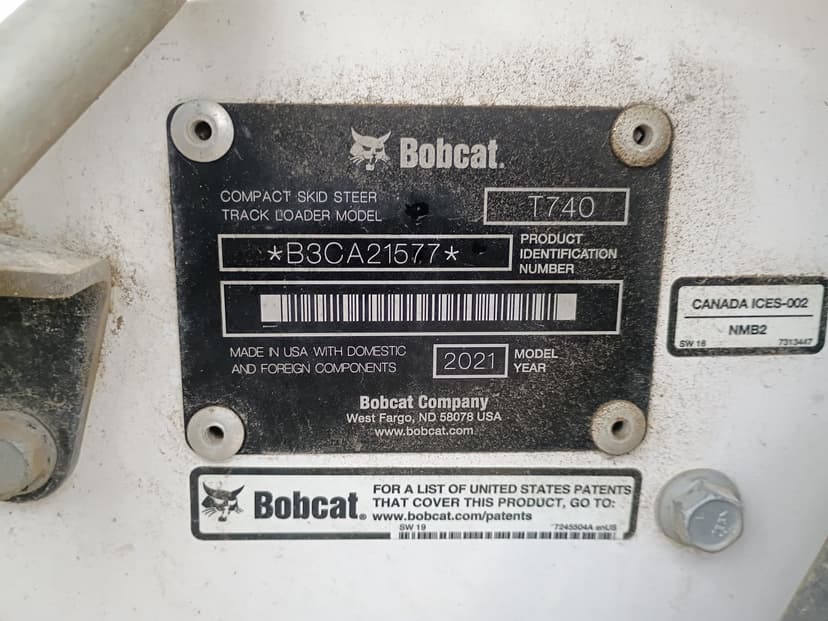 Bobcat.
COMPACT SKID STEER
TRACK LOADER MODEL
T740
*B3CA21577*
PRODUCT
IDENTIFICATION
NUMBER
MADE IN USA WITH DOMESTIC
AND FOREIGN COMPONENTS
2021
MODEL
YEAR
Bobcat Company
West Fargo, ND 58078 USA
www.bobcat.com
CANADA ICES-002
NMB2
SW 16 7313447
Bobcat.
FOR A LIST OF UNITED STATES PATENTS
THAT COVER THIS PRODUCT, GO TO:
www.bobcat.com/patents
SW 19 7245504A enUS